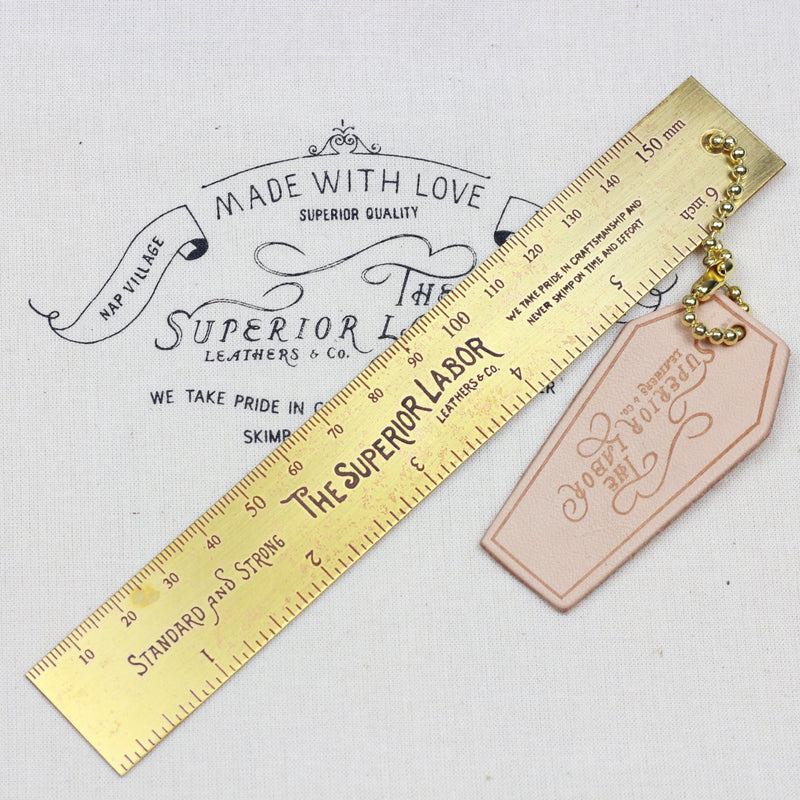 MADE WITH LOVE
SUPERIOR QUALITY
NAP VILLAGE
THE
SUPERIOR L
LEATHERS & CO.
WE TAKE PRIDE IN
SKIMP
10 20 30 40 50 60 70 80 90 100 110 120 130 140 150 mm
STANDARD AND STRONG
THE SUPERIOR LABOR
LEATHERS & CO.
WE TAKE PRIDE IN CRAFTSMANSHIP AND
NEVER SKIMP ON TIME AND EFFORT
1 2 3 4 5 6 inch
THE
SUPERIOR LABOR
LEATHERS & CO.